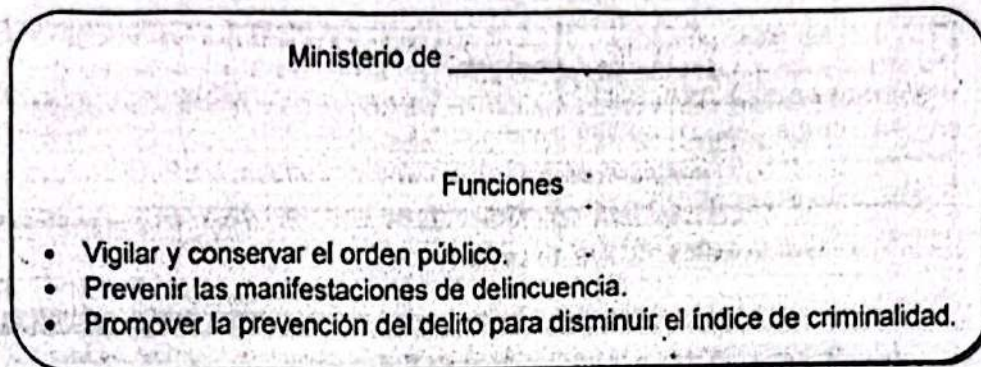 Ministerio de ____________
Funciones
• Vigilar y conservar el orden público.
• Prevenir las manifestaciones de delincuencia.
• Promover la prevención del delito para disminuir el índice de criminalidad.